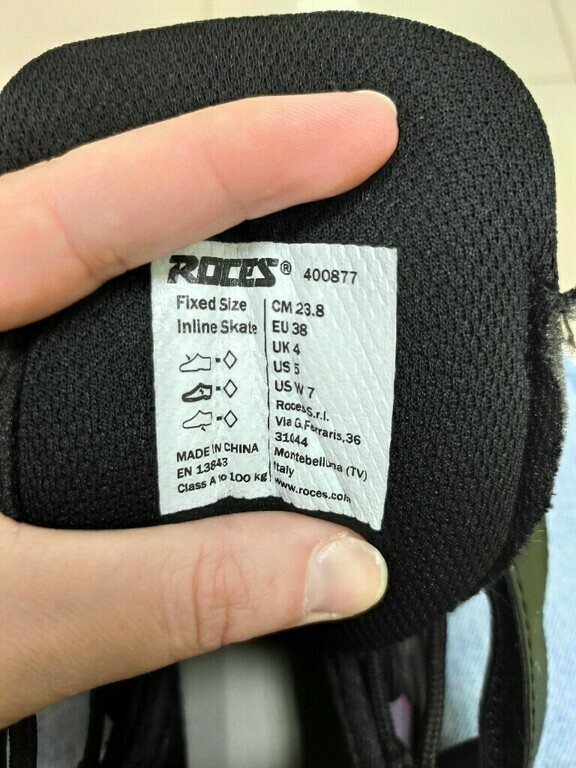 ROCES® 400877
Fixed Size
Inline Skate
CM 23.8
EU 38
UK 4
US 5
US W 7
Roces S.r.l.
Via G. Ferraris, 36
31044
Montebelluna (TV)
Italy
www.roces.com
MADE IN CHINA
EN 13843
Class A to 100 kg